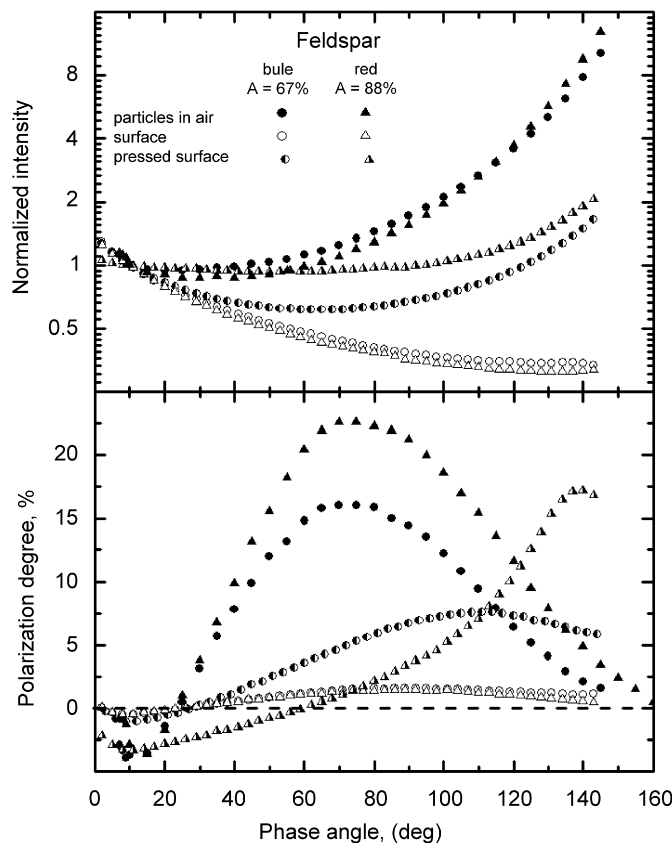 Feldspar
bule red
A = 67% A = 88%
particles in air
surface
pressed surface
Normalized intensity
8
4
2
1
0.5
Polarization degree, %
20
15
10
5
0
0 20 40 60 80 100 120 140 160
Phase angle, (deg)